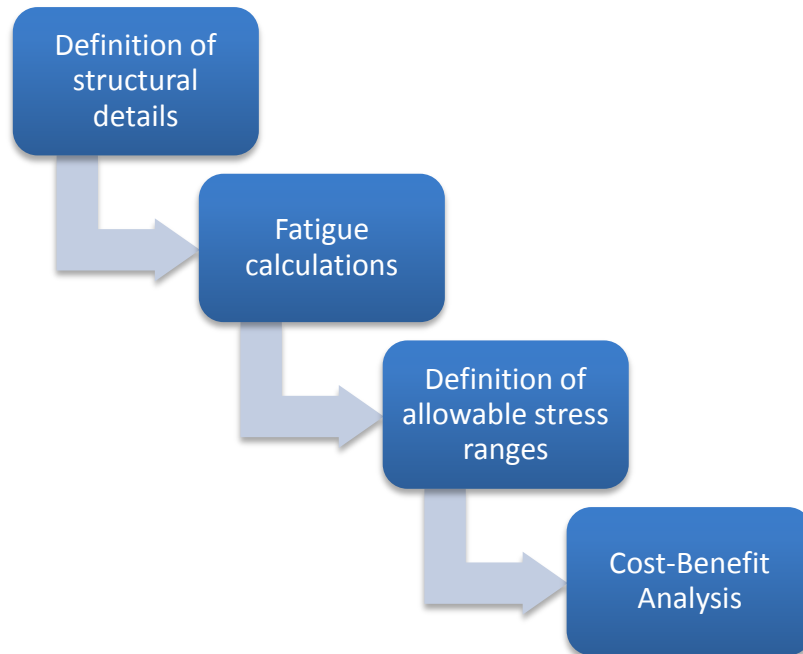 Definition of
structural
details
Fatigue
calculations
Definition of
allowable stress
ranges
Cost-Benefit
Analysis